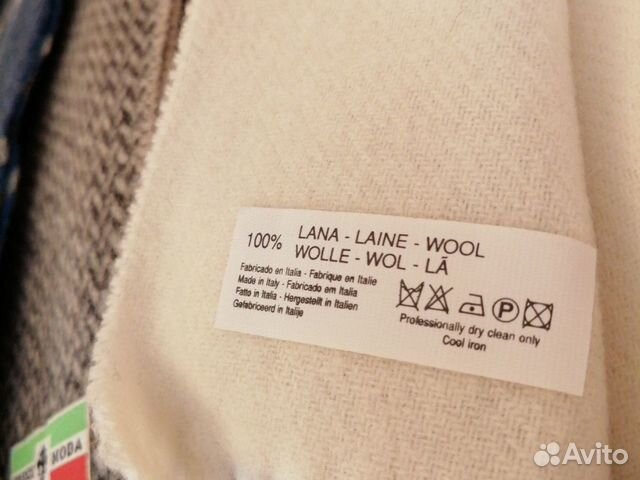 100% LANA - LAINE - WOOL
WOLLE - WOL - LÃ
Fabricado en Italia - Fabrique en Italie
Made in Italy - Fabricado em Italia
Fatto in Italia - Hergestellt in Italien
Gefabriceerd in Italije
P
Professionally dry clean only
Cool iron
MODA
Avito